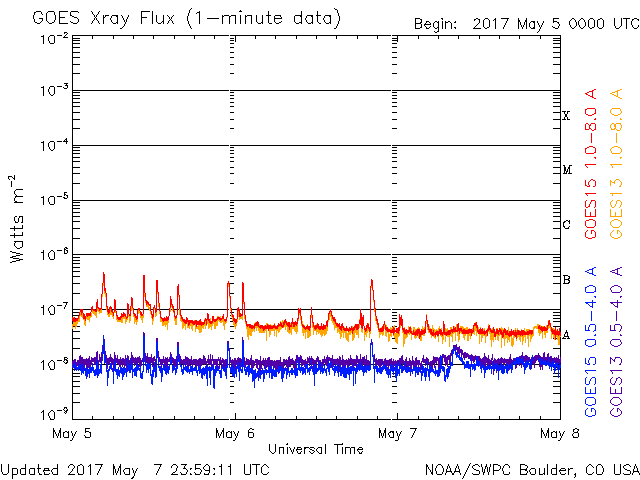 GOES Xray Flux (1-minute data)
Begin: 2017 May 5 0000 UTC
10⁻²
10⁻³
10⁻⁴
10⁻⁵
10⁻⁶
10⁻⁷
10⁻⁸
10⁻⁹
Watts m⁻²
X
M
C
B
A
GOES15 1.0-8.0 A
GOES13 1.0-8.0 A
GOES15 0.5-4.0 A
GOES13 0.5-4.0 A
May 5
May 6
May 7
May 8
Universal Time
Updated 2017 May 7 23:59:11 UTC
NOAA/SWPC Boulder, CO USA